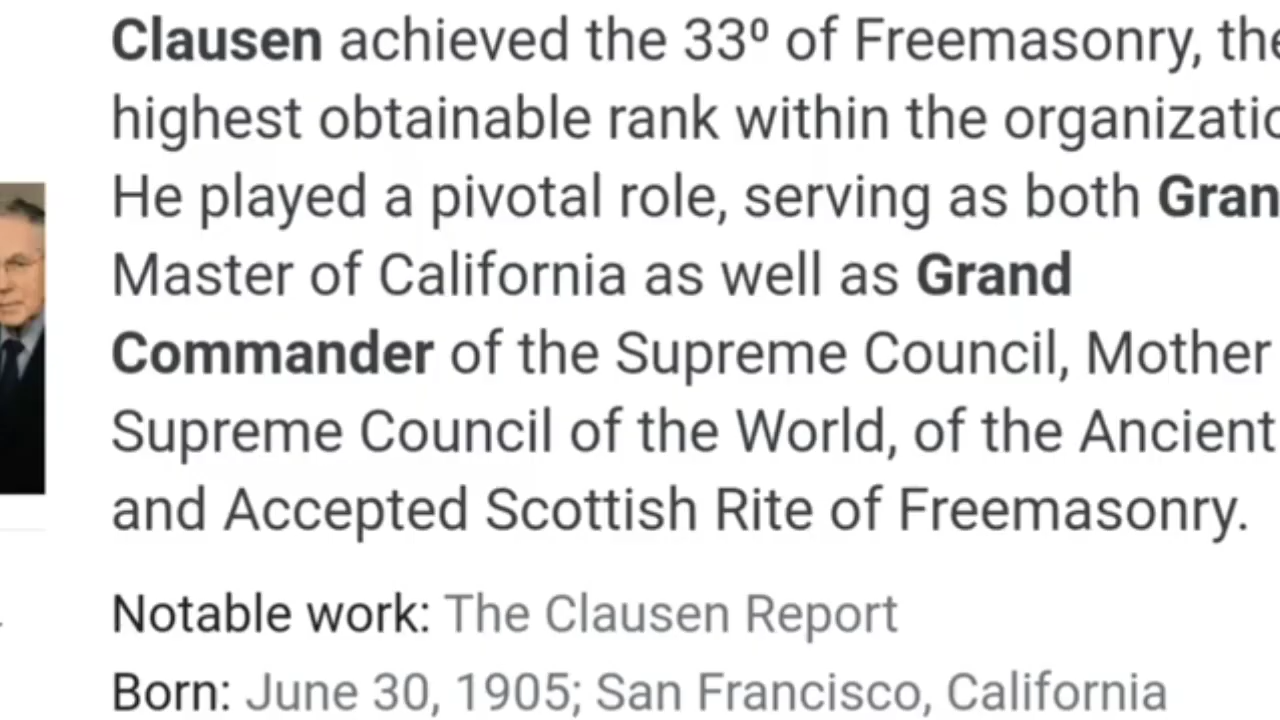 Clausen achieved the 33º of Freemasonry, the
highest obtainable rank within the
He played a pivotal role, serving as both
Master of California as well as Grand
Commander of the Supreme Council, Mother
Supreme Council of the World, of the Ancient
and Accepted Scottish Rite of Freemasonry.
Notable work: The Clausen Report
Born: June 30, 1905; San Francisco, California